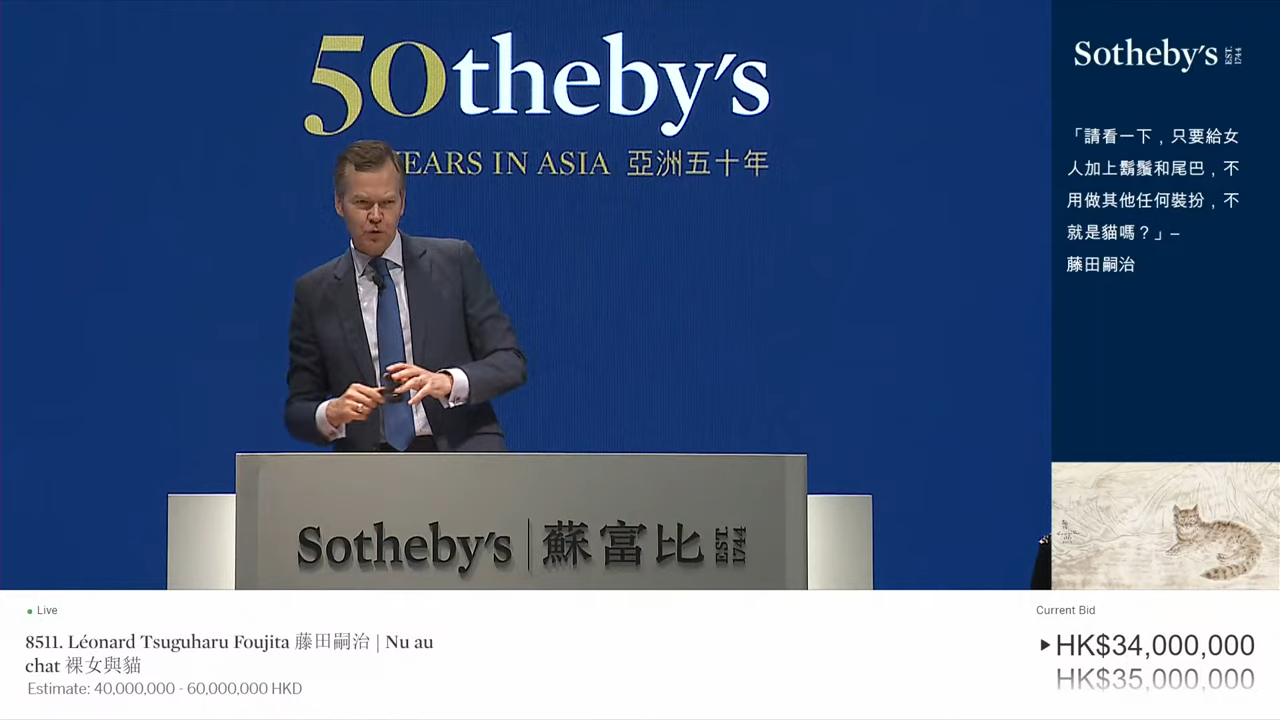 50theby's
YEARS IN ASIA 亞洲五十年
Sotheby's EST. 1744
「請看一下，只要給女
人加上鬍鬚和尾巴，不
用做其他任何裝扮，不
就是貓嗎？」–
藤田嗣治
Sotheby's | 蘇富比 EST. 1744
Live
Current Bid
8511. Léonard Tsuguharu Foujita 藤田嗣治 | Nu au
chat 裸女與貓
Estimate: 40,000,000 - 60,000,000 HKD
HK$34,000,000
HK$35,000,000